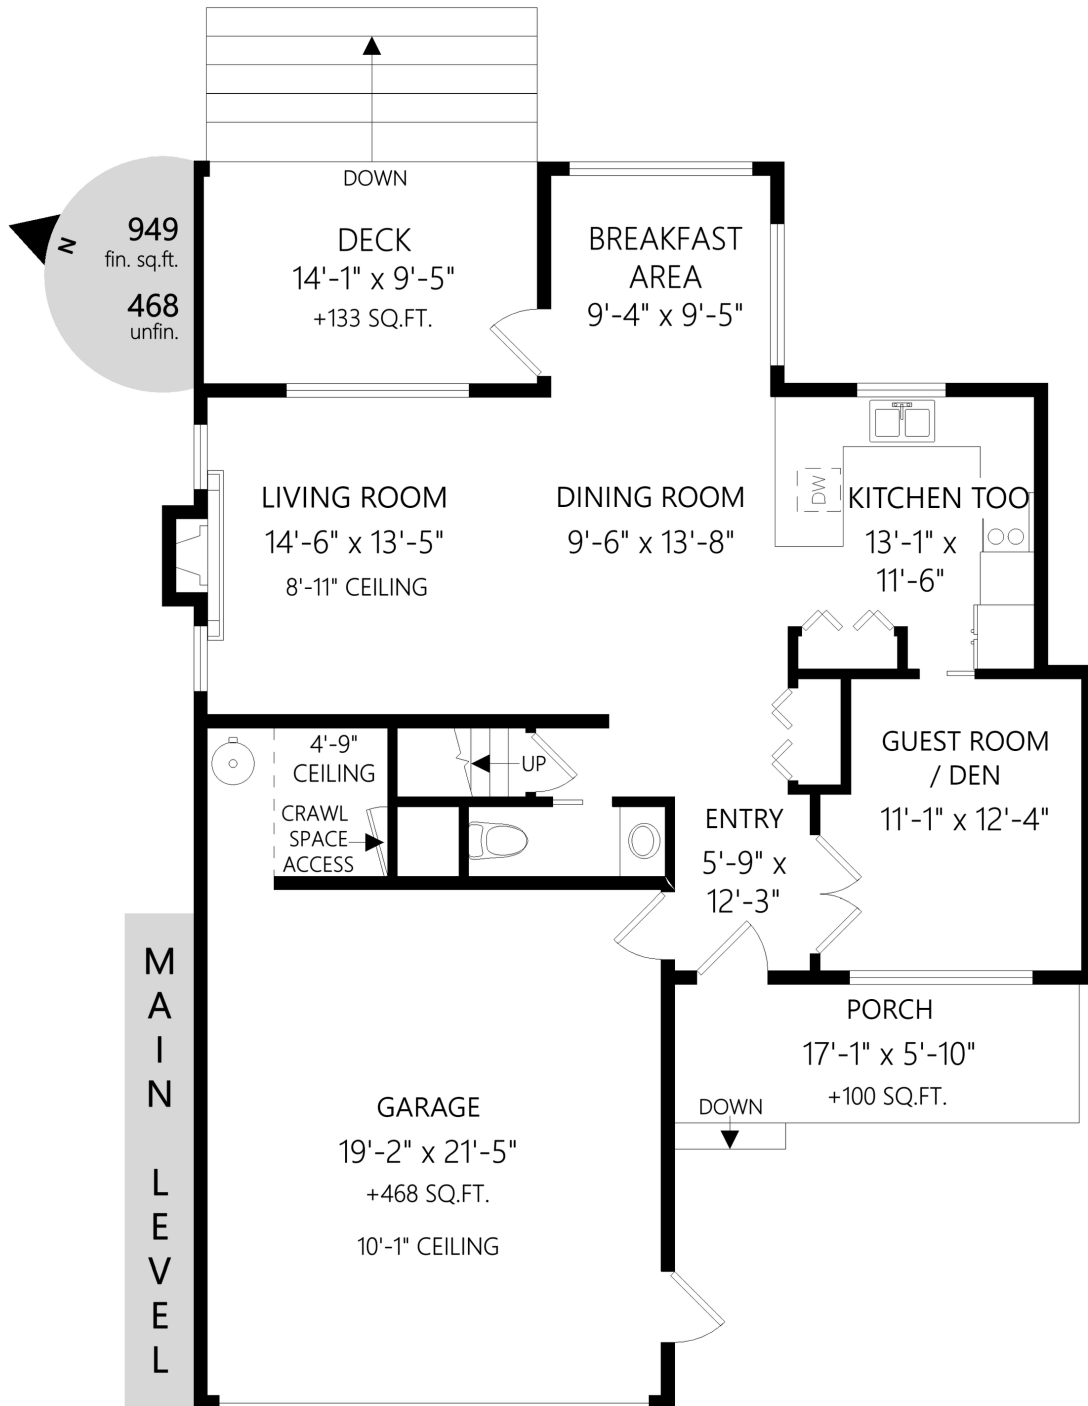 DOWN
DECK
14'-1" x 9'-5"
+133 SQ.FT.
BREAKFAST
AREA
9'-4" x 9'-5"
N
949
fin. sq.ft.
468
unfin.
LIVING ROOM
14'-6" x 13'-5"
8'-11" CEILING
DINING ROOM
9'-6" x 13'-8"
DW
KITCHEN TOO
13'-1" x
11'-6"
4'-9"
CEILING
CRAWL
SPACE
ACCESS
UP
ENTRY
5'-9" x
12'-3"
GUEST ROOM
/ DEN
11'-1" x 12'-4"
PORCH
17'-1" x 5'-10"
+100 SQ.FT.
DOWN
GARAGE
19'-2" x 21'-5"
+468 SQ.FT.
10'-1" CEILING
MAIN LEVEL